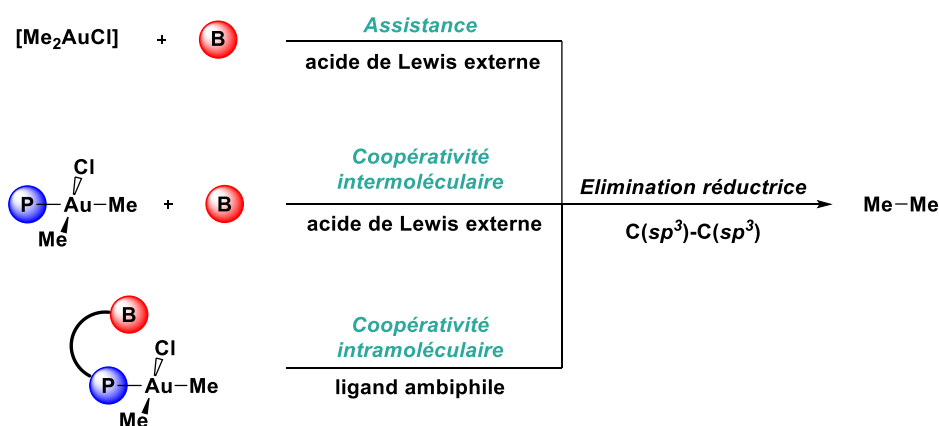 Assistance
[Me2AuCl] + B
acide de Lewis externe
Coopérativité
intermoléculaire
Cl
P Au Me + B
Me
acide de Lewis externe
Elimination réductrice
C(sp3)-C(sp3)
Me Me
B
Coopérativité
intramoléculaire
Cl
P Au Me
Me
ligand ambiphile